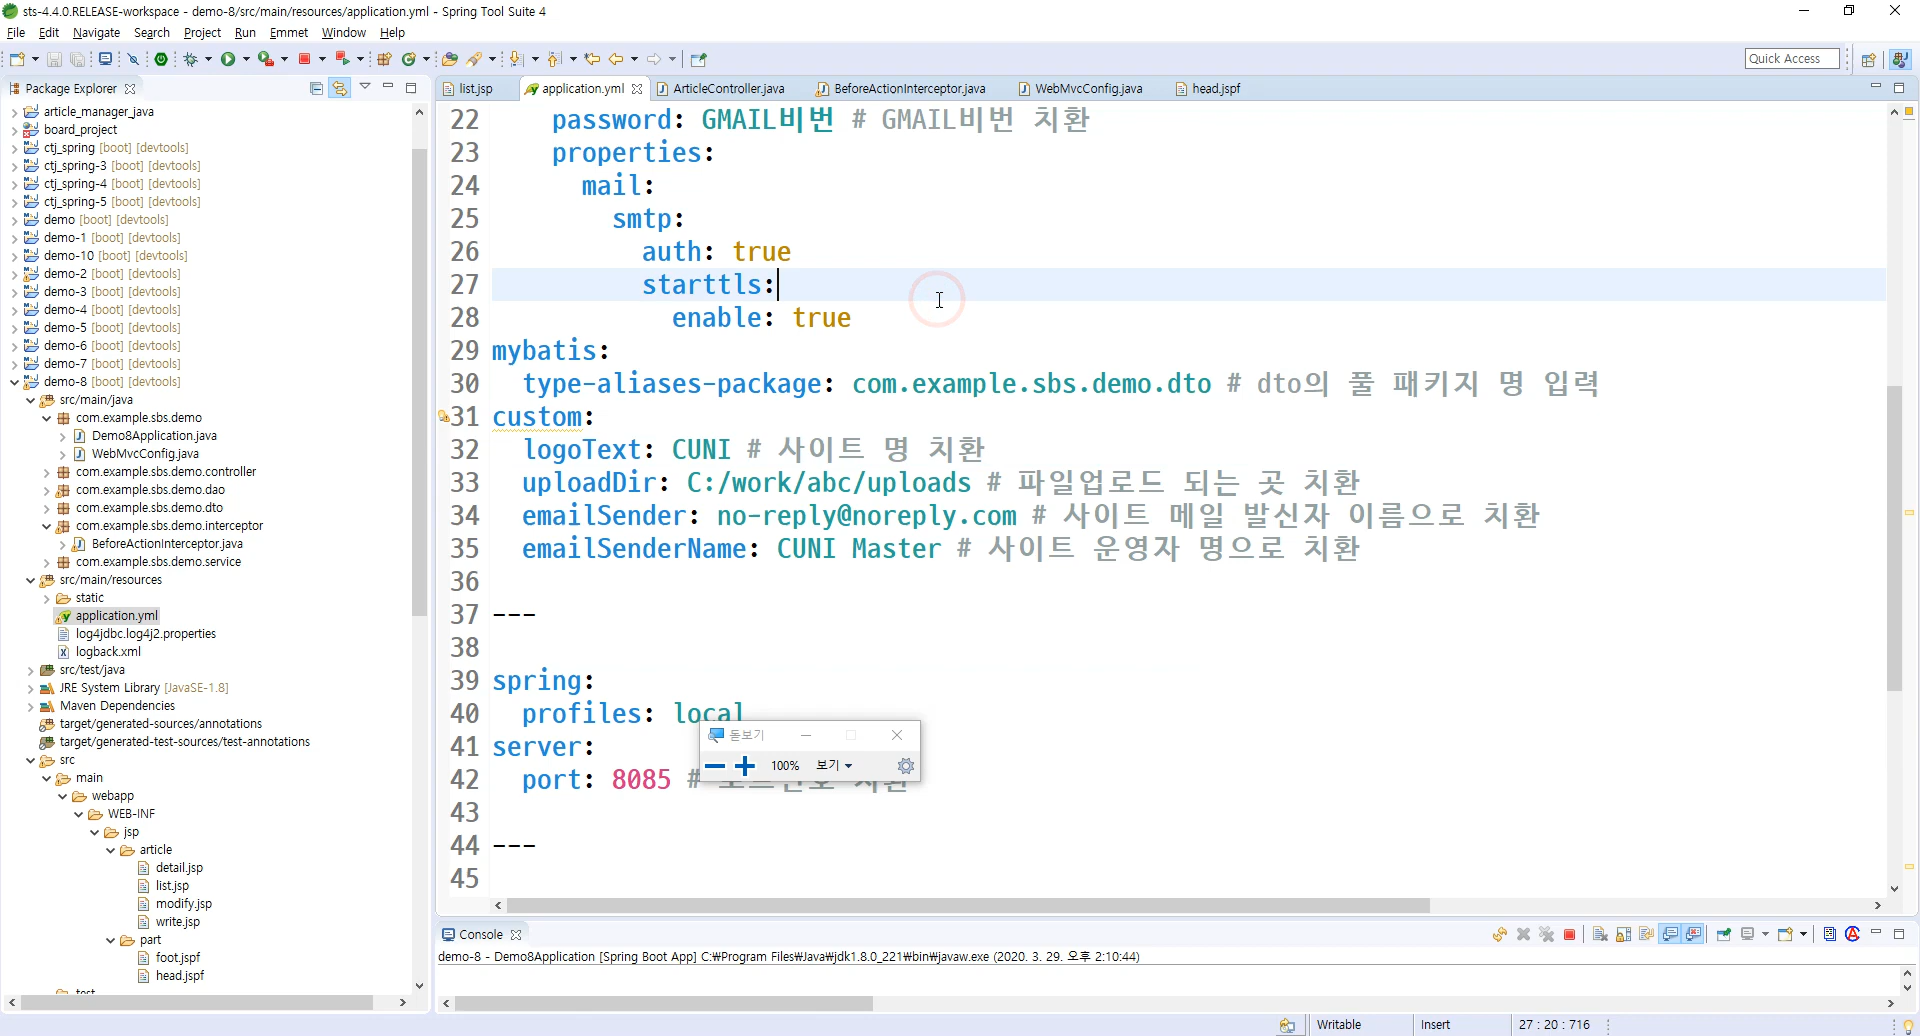 sts-4.4.0.RELEASE-workspace - demo-8/src/main/resources/application.yml - Spring Tool Suite 4
File Edit Navigate Search Project Run Emmet Window Help
Quick Access
Package Explorer
article_manager_java
board_project
ctj_spring [boot] [devtools]
ctj_spring-3 [boot] [devtools]
ctj_spring-4 [boot] [devtools]
ctj_spring-5 [boot] [devtools]
demo [boot] [devtools]
demo-1 [boot] [devtools]
demo-10 [boot] [devtools]
demo-2 [boot] [devtools]
demo-3 [boot] [devtools]
demo-4 [boot] [devtools]
demo-5 [boot] [devtools]
demo-6 [boot] [devtools]
demo-7 [boot] [devtools]
demo-8 [boot] [devtools]
src/main/java
com.example.sbs.demo
Demo8Application.java
WebMvcConfig.java
com.example.sbs.demo.controller
com.example.sbs.demo.dao
com.example.sbs.demo.dto
com.example.sbs.demo.interceptor
BeforeActionInterceptor.java
com.example.sbs.demo.service
src/main/resources
static
application.yml
log4jdbc.log4j2.properties
logback.xml
src/test/java
JRE System Library [JavaSE-1.8]
Maven Dependencies
target/generated-sources/annotations
target/generated-test-sources/test-annotations
src
main
webapp
WEB-INF
jsp
article
detail.jsp
list.jsp
modify.jsp
write.jsp
part
foot.jspf
head.jspf
list.jsp application.yml ArticleController.java BeforeActionInterceptor.java WebMvcConfig.java head.jspf
22 password: GMAIL비번 # GMAIL비번 치환
23 properties:
24 mail:
25 smtp:
26 auth: true
27 starttls:
28 enable: true
29 mybatis:
30 type-aliases-package: com.example.sbs.demo.dto # dto의 풀 패키지 명 입력
31 custom:
32 logoText: CUNI # 사이트 명 치환
33 uploadDir: C:/work/abc/uploads # 파일업로드 되는 곳 치환
34 emailSender: no-reply@noreply.com # 사이트 메일 발신자 이름으로 치환
35 emailSenderName: CUNI Master # 사이트 운영자 명으로 치환
36
37 ---
38
39 spring:
40 profiles: local
41 server:
42 port: 8085 #
43
44 ---
45
돋보기
100% 보기
Console
demo-8 - Demo8Application [Spring Boot App] C:₩Program Files₩Java₩jdk1.8.0_221₩bin₩javaw.exe (2020. 3. 29. 오후 2:10:44)
Writable Insert 27 : 20 : 716